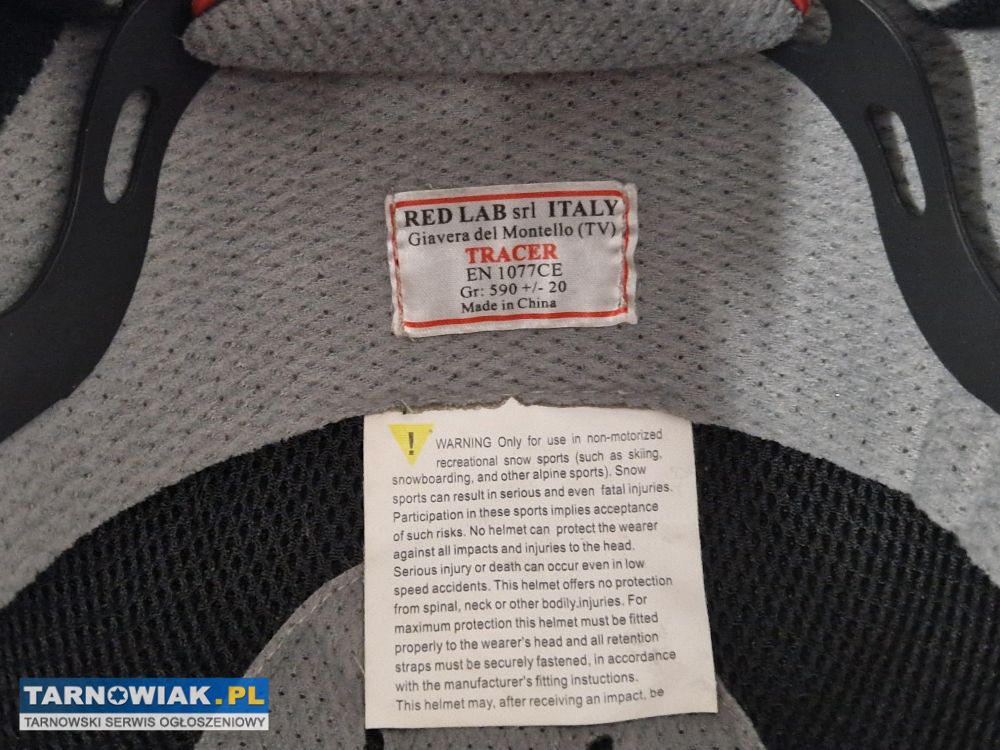 RED LAB srl ITALY
Giavera del Montello (TV)
TRACER
EN 1077CE
Gr: 590 +/- 20
Made in China
! WARNING Only for use in non-motorized
recreational snow sports (such as skiing,
snowboarding, and other alpine sports). Snow
sports can result in serious and even fatal injuries.
Participation in these sports implies acceptance
of such risks. No helmet can protect the wearer
against all impacts and injuries to the head.
Serious injury or death can occur even in low
speed accidents. This helmet offers no protection
from spinal, neck or other bodily.injuries. For
maximum protection this helmet must be fitted
properly to the wearer's head and all retention
straps must be securely fastened, in accordance
with the manufacturer's fitting instuctions.
This helmet may, after receiving an impact, be
TARNOWIAK.PL
TARNOWSKI SERWIS OGŁOSZENIOWY